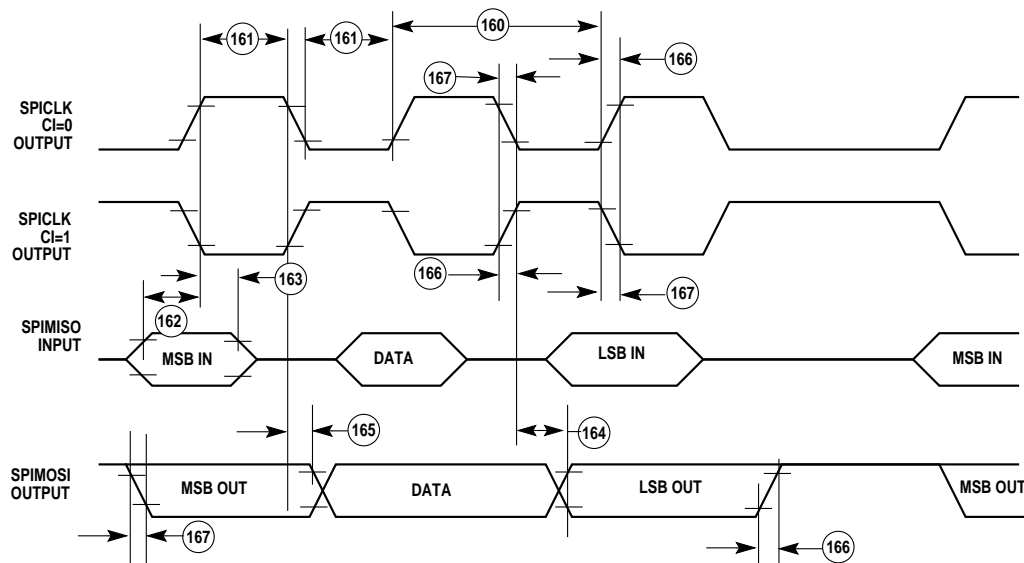 161
161
160
167
166
SPICLK
CI=0
OUTPUT
SPICLK
CI=1
OUTPUT
166
163
167
162
SPIMISO
INPUT
MSB IN
DATA
LSB IN
MSB IN
165
164
SPIMOSI
OUTPUT
MSB OUT
DATA
LSB OUT
MSB OUT
167
166